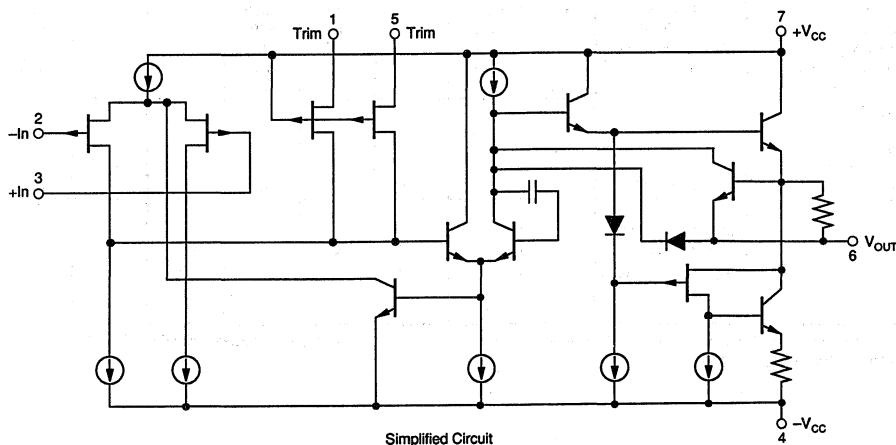 1
5
7
Trim
Trim
+VCC
2
–In
3
+In
VOUT
6
–VCC
4
Simplified Circuit